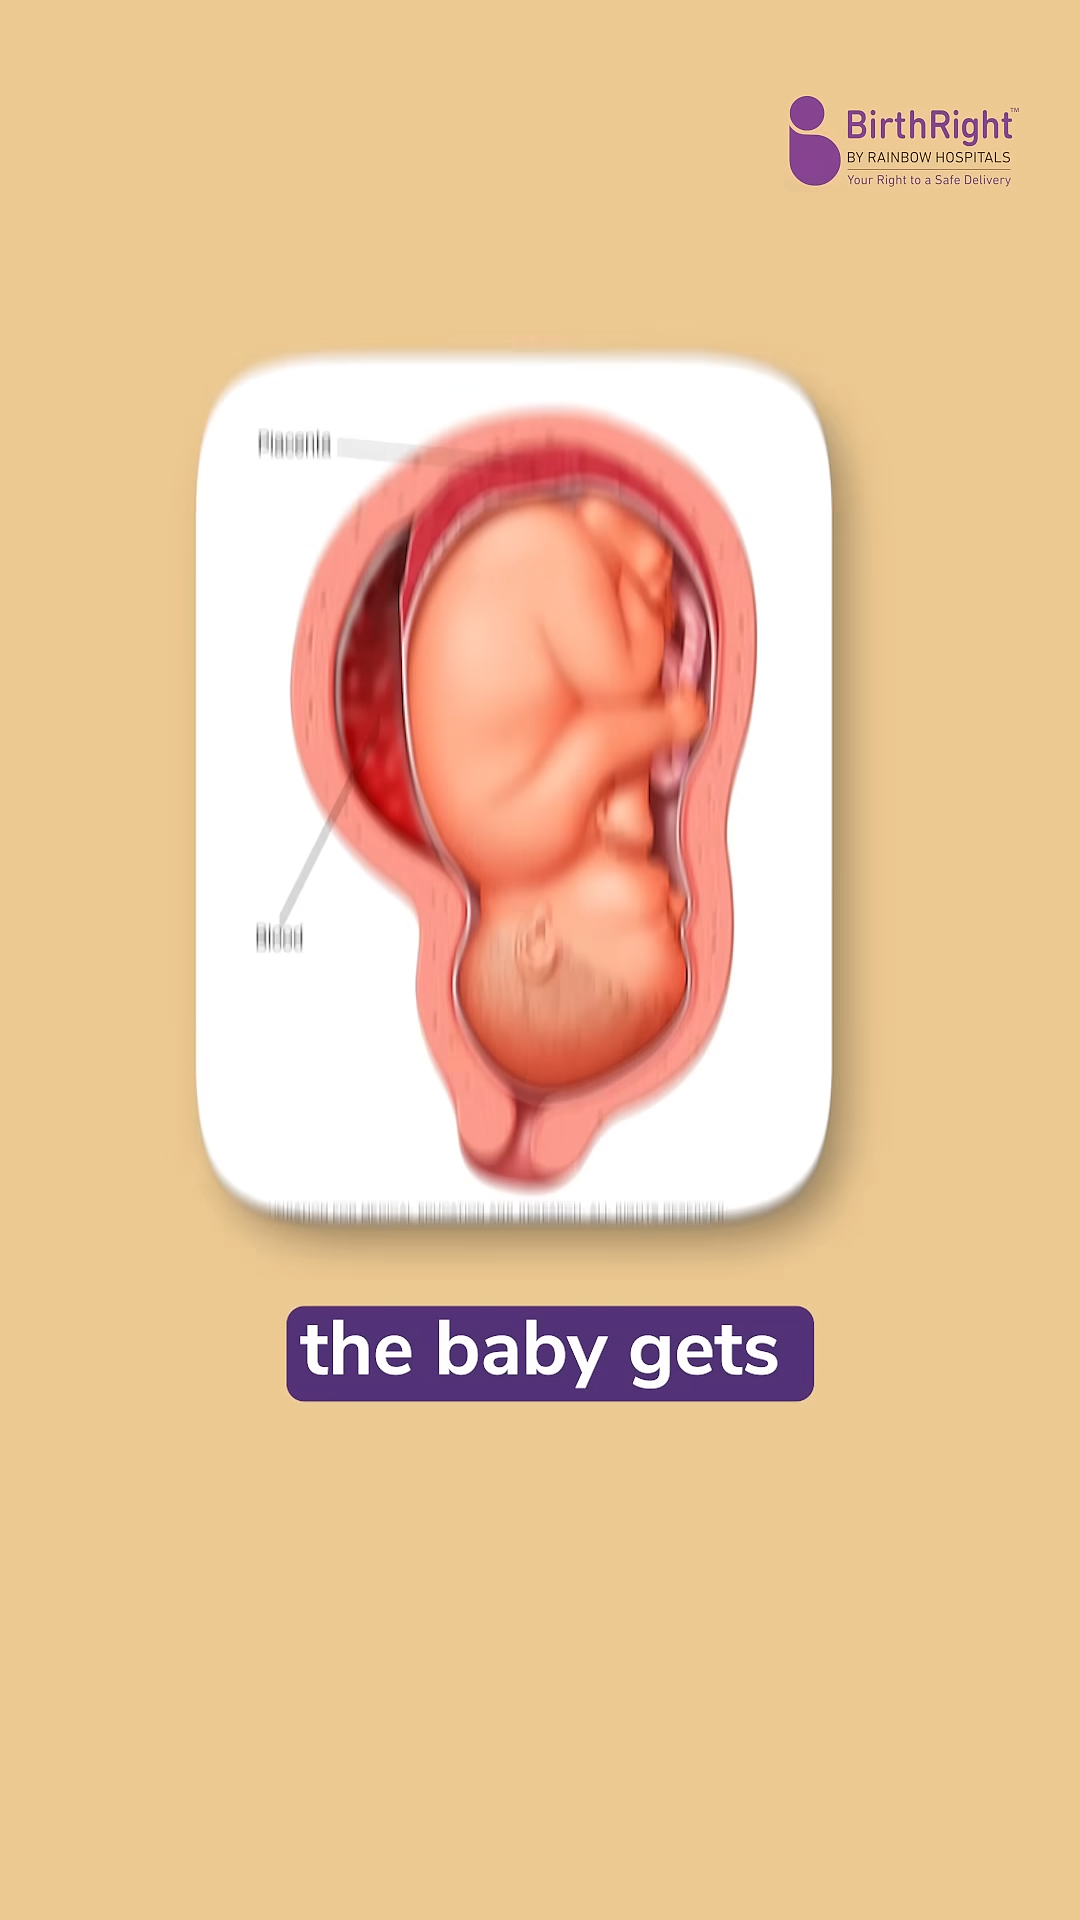 BirthRight™
BY RAINBOW HOSPITALS
Your Right to a Safe Delivery
Placenta
Blood
the baby gets